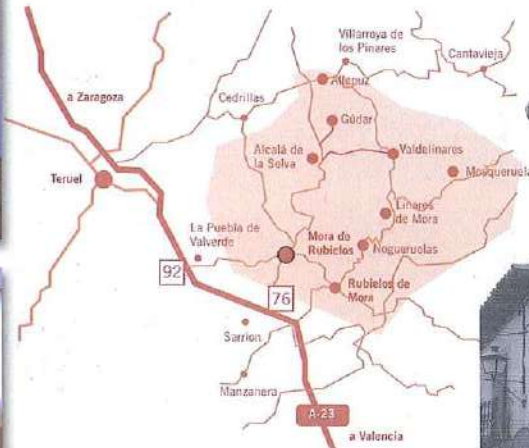 Villarroya de
los Pinares
Cantavieja
a Zaragoza
Allepuz
Cedrillas
Gúdar
Alcalá de
la Selva
Valdelinares
Mosqueruela
Teruel
Linares
de Mora
La Puebla de
Valverde
Mora de
Rubielos
Nogueruelas
92
76
Rubielos de
Mora
Sarrion
Manzanera
A-23
a Valencia